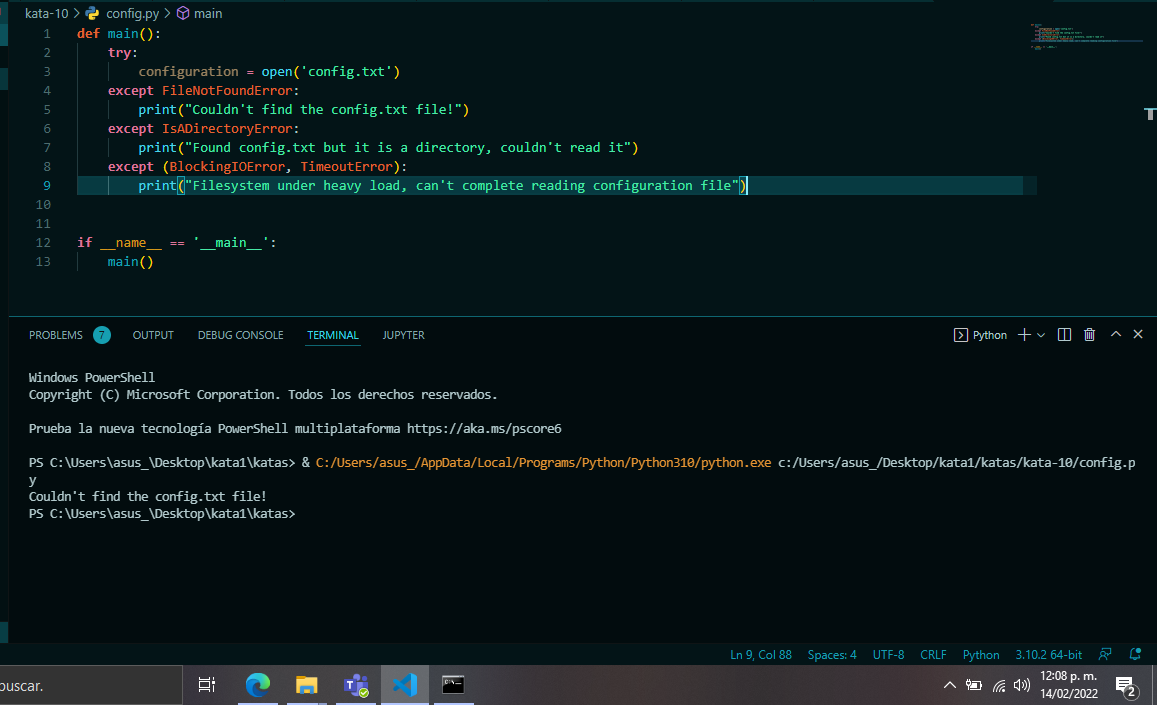 kata-10 > config.py > main
1 def main():
2     try:
3         configuration = open('config.txt')
4     except FileNotFoundError:
5         print("Couldn't find the config.txt file!")
6     except IsADirectoryError:
7         print("Found config.txt but it is a directory, couldn't read it")
8     except (BlockingIOError, TimeoutError):
9         print("Filesystem under heavy load, can't complete reading configuration file")
10
11
12 if __name__ == '__main__':
13     main()
PROBLEMS 7 OUTPUT DEBUG CONSOLE TERMINAL JUPYTER Python
Windows PowerShell
Copyright (C) Microsoft Corporation. Todos los derechos reservados.
Prueba la nueva tecnología PowerShell multiplataforma https://aka.ms/pscore6
PS C:\Users\asus_\Desktop\kata1\katas> & C:/Users/asus_/AppData/Local/Programs/Python/Python310/python.exe c:/Users/asus_/Desktop/kata1/katas/kata-10/config.p
y
Couldn't find the config.txt file!
PS C:\Users\asus_\Desktop\kata1\katas>
Ln 9, Col 88 Spaces: 4 UTF-8 CRLF Python 3.10.2 64-bit
buscar.
12:08 p. m.
14/02/2022
2